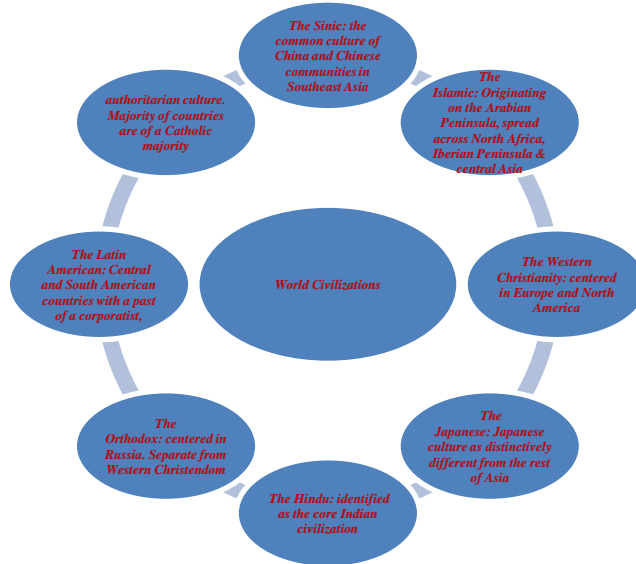 The Sinic: the
common culture of
China and Chinese
communities in
Southeast Asia
The
Islamic: Originating
on the Arabian
Peninsula, spread
across North Africa,
Iberian Peninsula &
central Asia
The Western
Christianity: centered
in Europe and North
America
The
Japanese: Japanese
culture as distinctively
different from the rest
of Asia
The Hindu: identified
as the core Indian
civilization
The
Orthodox: centered in
Russia. Separate from
Western Christendom
The Latin
American: Central
and South American
countries with a past
of a corporatist,
authoritarian culture.
Majority of countries
are of a Catholic
majority
World Civilizations